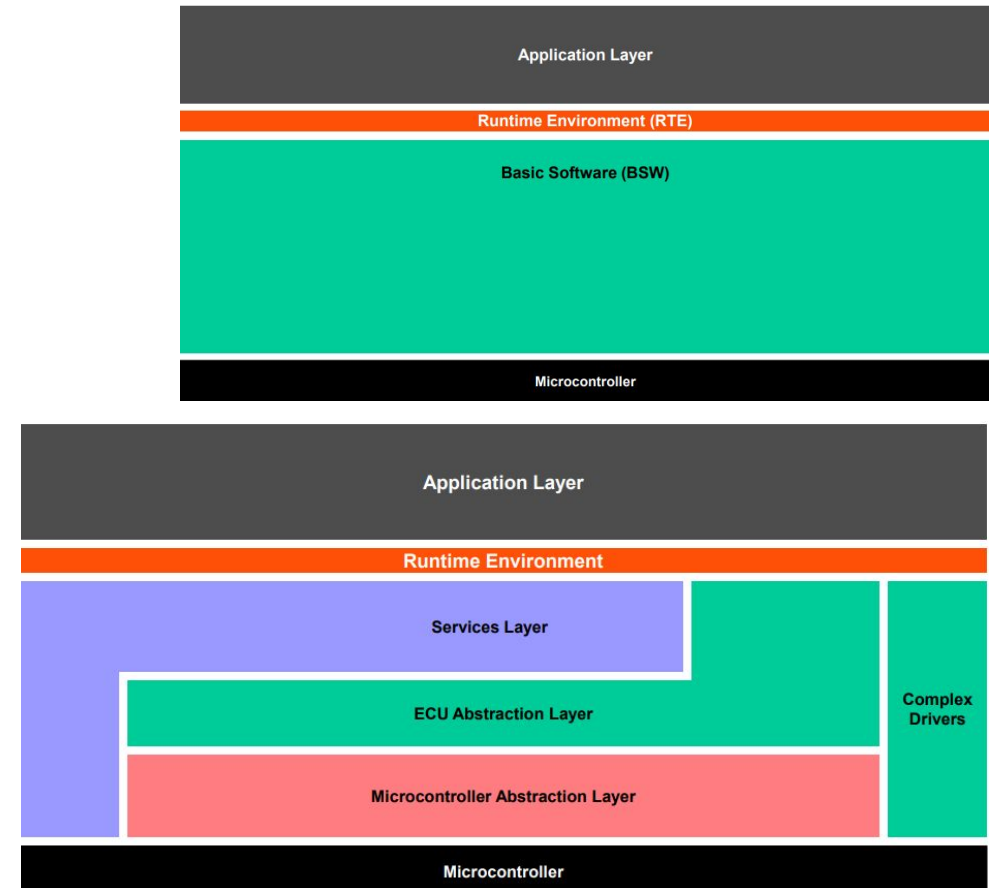 Application Layer
Runtime Environment (RTE)
Basic Software (BSW)
Microcontroller
Application Layer
Runtime Environment
Services Layer
ECU Abstraction Layer
Complex
Drivers
Microcontroller Abstraction Layer
Microcontroller